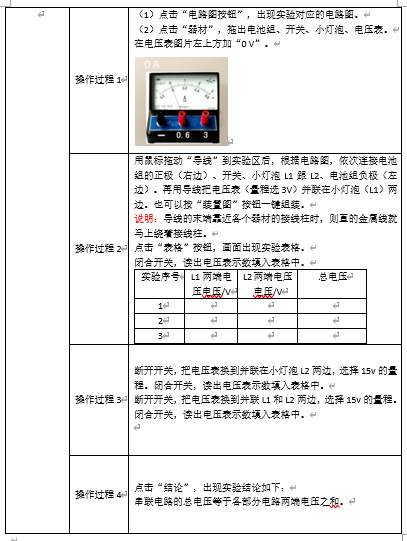 操作过程 1
（1）点击“电路图按钮”，出现实验对应的电路图。
（2）点击“器材”，拖出电池组、开关、小灯泡、电压表。
在电压表图片左上方加“0 V”。
0 A
A
- 0.6 3
操作过程 2
用鼠标拖动“导线”到实验区后，根据电路图，依次连接电池
组的正极（右边）、开关、小灯泡 L1 跟 L2、电池组负极（左
边）。再用导线把电压表（量程选 3V）并联在小灯泡（L1）两
边。也可以按“装置图”按钮一键组装。
说明：导线的末端靠近各个器材的接线柱时，则直的金属线就
马上绕着接线柱。
点击“表格”按钮，画面出现实验表格。
闭合开关，读出电压表示数填入表格中。
实验序号 L1 两端电 L2 两端电压 总电压
压电压/V 电压/V
1
2
3
操作过程 3
断开开关，把电压表换到并联在小灯泡 L2 两边，选择 15v 的量
程。闭合开关，读出电压表示数填入表格中。
断开开关，把电压表换到并联 L1 和 L2 两边，选择 15v 的量程。
闭合开关，读出电压表示数填入表格中。
操作过程 4
点击“结论”，出现实验结论如下：
串联电路的总电压等于各部分电路两端电压之和。